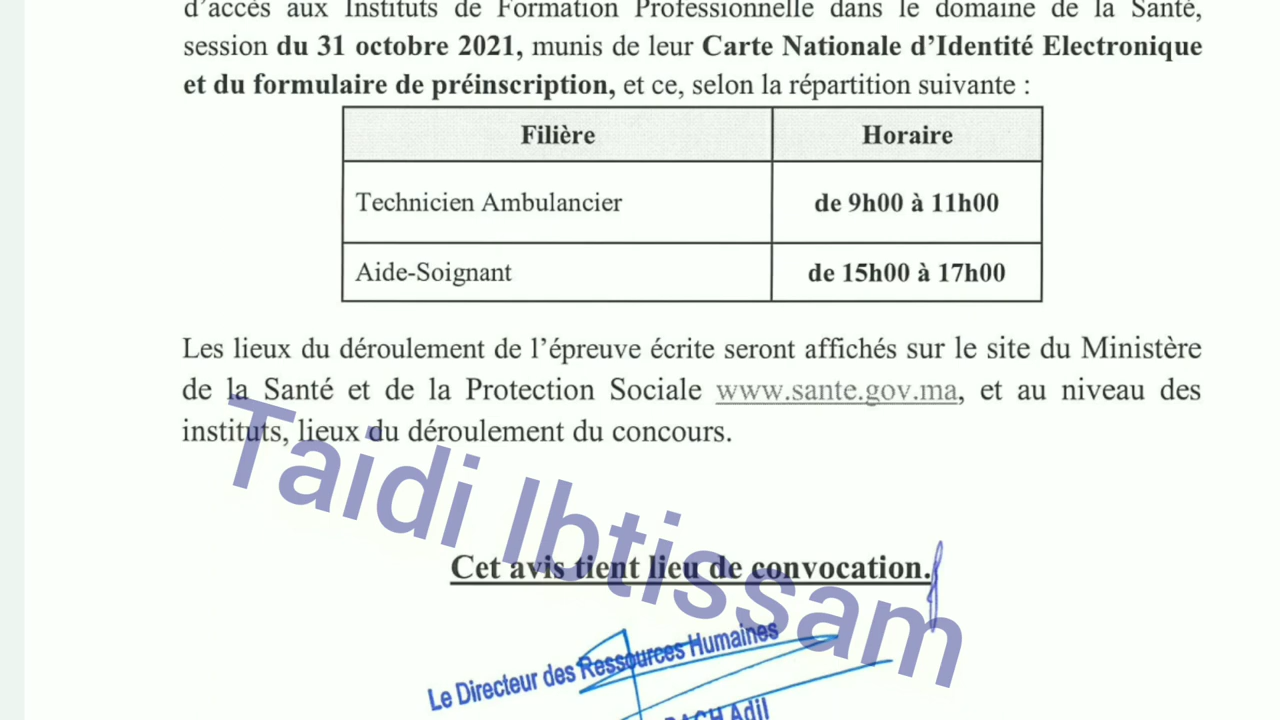 d’accès aux Instituts de Formation Professionnelle dans le domaine de la Santé,
session du 31 octobre 2021, munis de leur Carte Nationale d’Identité Electronique
et du formulaire de préinscription, et ce, selon la répartition suivante :
Filière Horaire
Technicien Ambulancier de 9h00 à 11h00
Aide-Soignant de 15h00 à 17h00
Les lieux du déroulement de l’épreuve écrite seront affichés sur le site du Ministère
de la Santé et de la Protection Sociale www.sante.gov.ma, et au niveau des
instituts, lieux du déroulement du concours.
Taidi Ibtissam
Cet avis tient lieu de convocation.
Le Directeur des Ressources Humaines
Adil